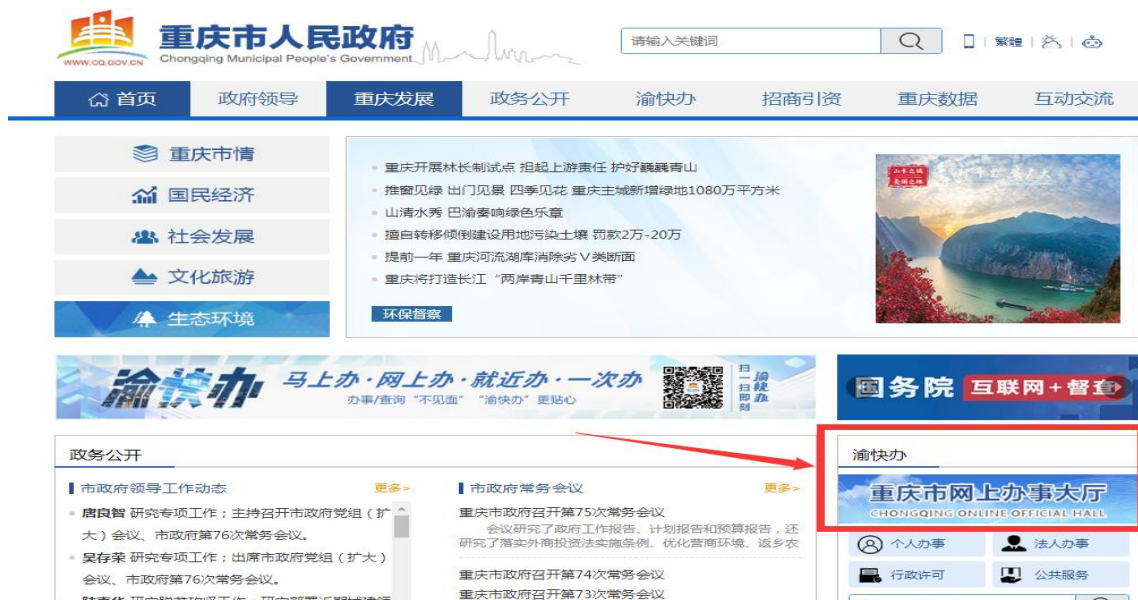 重庆市人民政府
www.cq.gov.cn
Chongqing Municipal People's Government
请输入关键词
繁體
首页
政府领导
重庆发展
政务公开
渝快办
招商引资
重庆数据
互动交流
重庆市情
国民经济
社会发展
文化旅游
生态环境
重庆开展林长制试点 担起上游责任 护好巍巍青山
推窗见绿 出门见景 四季见花 重庆主城新增绿地1080万平方米
山清水秀 巴渝奏响绿色乐章
擅自转移倾倒建设用地污染土壤 罚款2万-20万
提前一年 重庆河流湖库消除劣Ⅴ类断面
重庆将打造长江“两岸青山千里林带”
环保督察
山水之城
美丽之地
渝快办
马上办·网上办·就近办·一次办
办事/查询“不见面” “渝快办”更贴心
扫一扫即刻
渝快办
国务院 互联网+督查
政务公开
市政府领导工作动态
更多>
唐良智 研究专项工作；主持召开市政府党组（扩
大）会议、市政府第76次常务会议。
吴存荣 研究专项工作；出席市政府党组（扩大）
会议、市政府第76次常务会议。
市政府常务会议
更多>
重庆市政府召开第75次常务会议
会议研究了政府工作报告、计划报告和预算报告，还
研究了落实外商投资法实施条例、优化营商环境、返乡农
重庆市政府召开第74次常务会议
重庆市政府召开第73次常务会议
渝快办
重庆市网上办事大厅
CHONGQING ONLINE OFFICIAL HALL
个人办事
法人办事
行政许可
公共服务